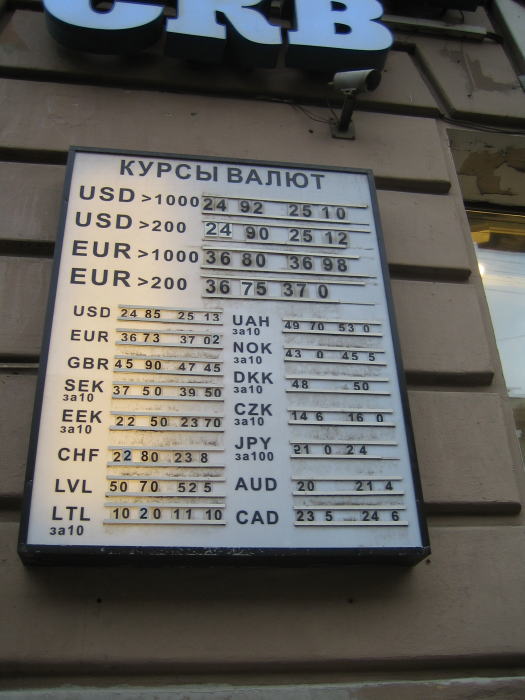 СКВ
КУРСЫ ВАЛЮТ
USD >1000 24 92 25 10
USD >200 24 90 25 12
EUR >1000 36 80 36 98
EUR >200 36 75 37 0
USD 24 85 25 13
EUR 36 73 37 02
GBR 45 90 47 45
SEK 37 50 39 50
за10
EEK 22 50 23 70
за10
CHF 22 80 23 8
LVL 50 70 52 5
LTL 10 20 11 10
за10
UAH 49 70 53 0
за10
NOK 43 0 45 5
за10
DKK 48 50
за10
CZK 14 6 16 0
за10
JPY 21 0 24
за100
AUD 20 21 4
CAD 23 5 24 6